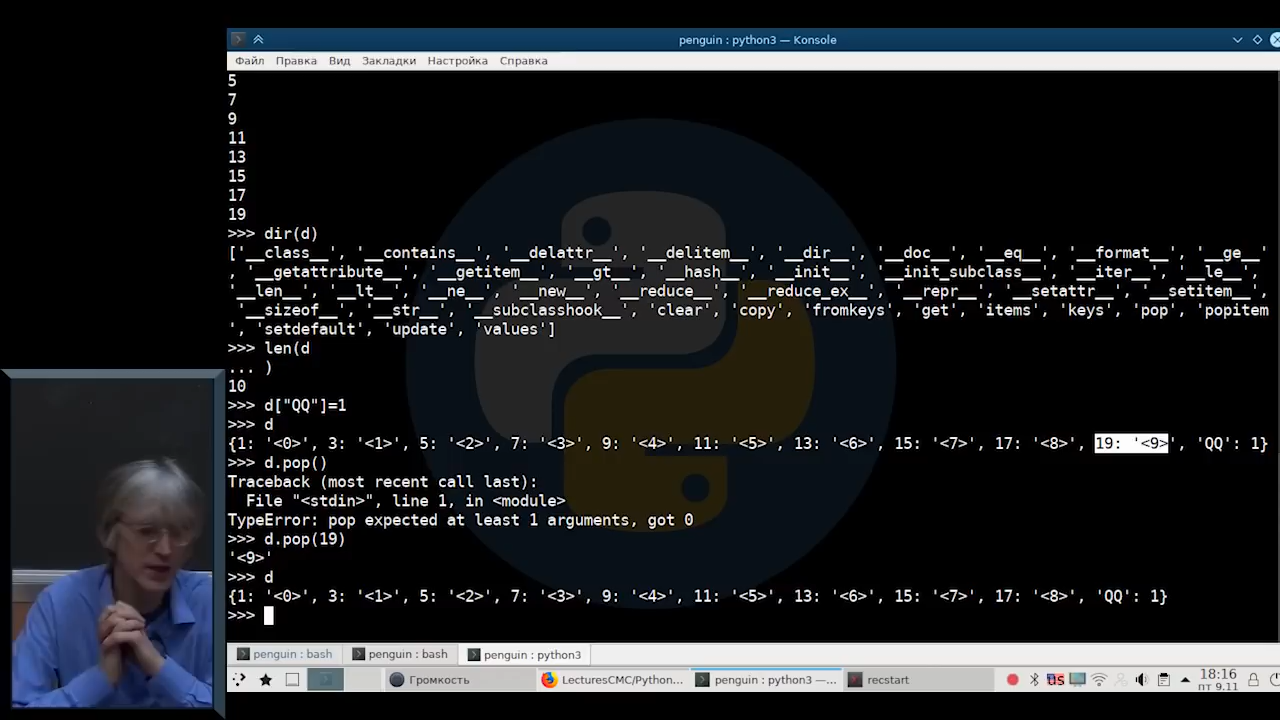 penguin : python3 — Konsole
Файл Правка Вид Закладки Настройка Справка
5
7
9
11
13
15
17
19
>>> dir(d)
['__class__', '__contains__', '__delattr__', '__delitem__', '__dir__', '__doc__', '__eq__', '__format__', '__ge__'
, '__getattribute__', '__getitem__', '__gt__', '__hash__', '__init__', '__init_subclass__', '__iter__', '__le__',
'__len__', '__lt__', '__ne__', '__new__', '__reduce__', '__reduce_ex__', '__repr__', '__setattr__', '__setitem__',
'__sizeof__', '__str__', '__subclasshook__', 'clear', 'copy', 'fromkeys', 'get', 'items', 'keys', 'pop', 'popitem
', 'setdefault', 'update', 'values']
>>> len(d
... )
10
>>> d["QQ"]=1
>>> d
{1: '<0>', 3: '<1>', 5: '<2>', 7: '<3>', 9: '<4>', 11: '<5>', 13: '<6>', 15: '<7>', 17: '<8>', 19: '<9>', 'QQ': 1}
>>> d.pop()
Traceback (most recent call last):
File "<stdin>", line 1, in <module>
TypeError: pop expected at least 1 arguments, got 0
>>> d.pop(19)
'<9>'
>>> d
{1: '<0>', 3: '<1>', 5: '<2>', 7: '<3>', 9: '<4>', 11: '<5>', 13: '<6>', 15: '<7>', 17: '<8>', 'QQ': 1}
>>>
penguin : bash penguin : bash penguin : python3
Громкость LecturesCMC/Python... penguin : python3 —... recstart us 18:16
пт 9.11